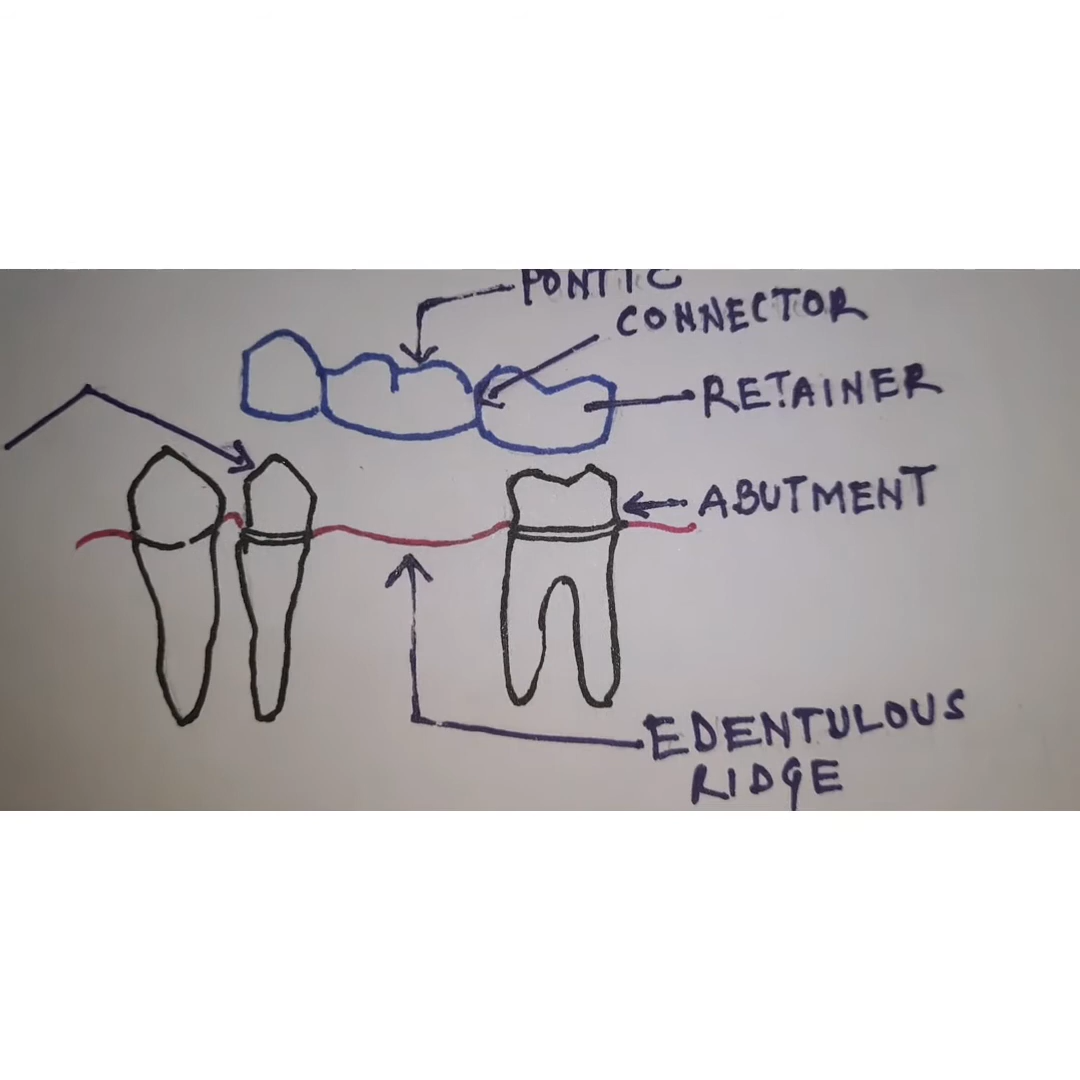 PONTIC
CONNECTOR
RETAINER
ABUTMENT
EDENTULOUS
RIDGE